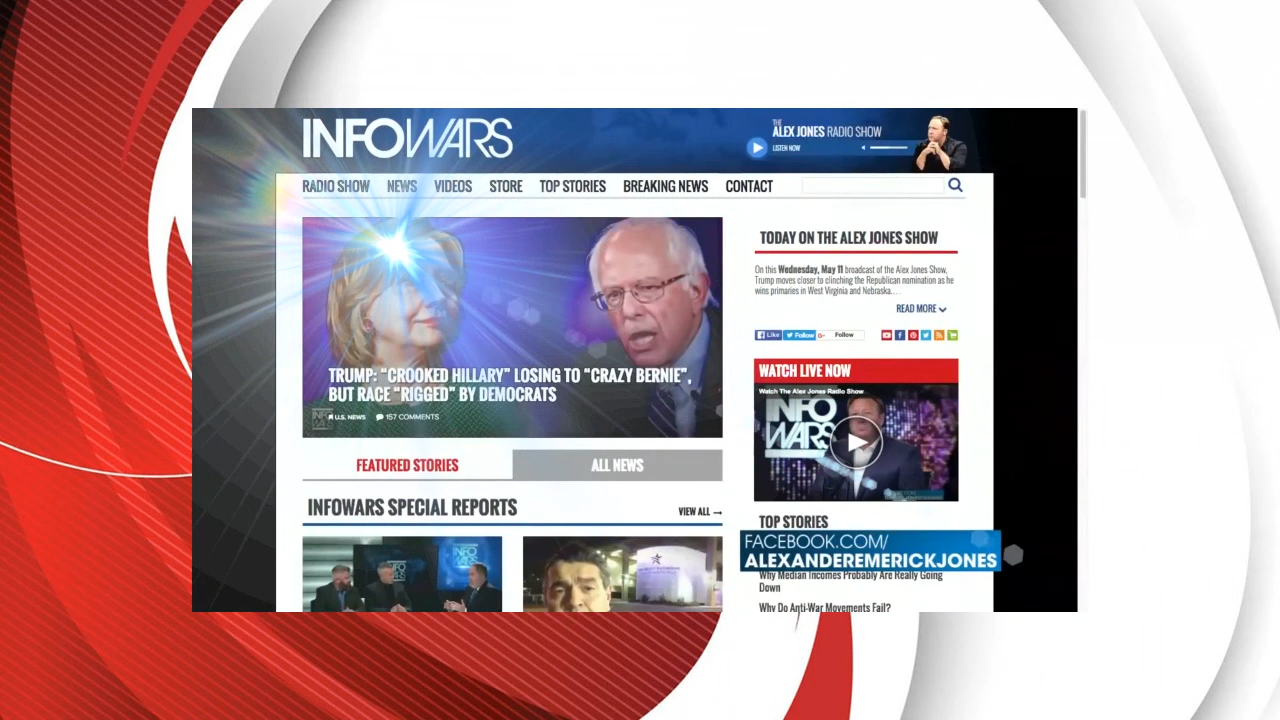 INFOWARS
THE
ALEX JONES RADIO SHOW
LISTEN NOW
RADIO SHOW NEWS VIDEOS STORE TOP STORIES BREAKING NEWS CONTACT
TRUMP: “CROOKED HILLARY” LOSING TO “CRAZY BERNIE”,
BUT RACE “RIGGED” BY DEMOCRATS
U.S. NEWS 157 COMMENTS
FEATURED STORIES ALL NEWS
INFOWARS SPECIAL REPORTS
VIEW ALL →
TODAY ON THE ALEX JONES SHOW
On this Wednesday, May 11 broadcast of the Alex Jones Show,
Trump moves closer to clinching the Republican nomination as he
wins primaries in West Virginia and Nebraska....
READ MORE
Like Follow Follow
WATCH LIVE NOW
Watch The Alex Jones Radio Show
INFO
WARS
TOP STORIES
FACEBOOK.COM/
ALEXANDEREMERICKJONES
Why Median Incomes Probably Are Really Going
Down
Why Do Anti-War Movements Fail?